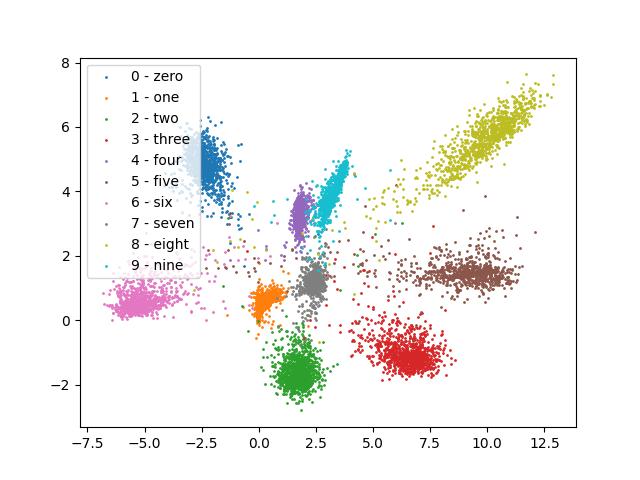 8
6
4
2
0
−2
0 - zero
1 - one
2 - two
3 - three
4 - four
5 - five
6 - six
7 - seven
8 - eight
9 - nine
−7.5 −5.0 −2.5 0.0 2.5 5.0 7.5 10.0 12.5